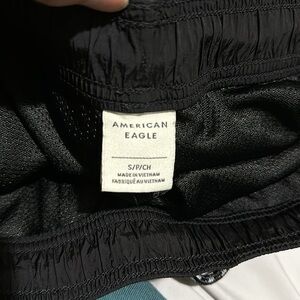 AMERICAN
EAGLE
S/P/CH
MADE IN VIETNAM
FABRIQUÉ AU VIETNAM